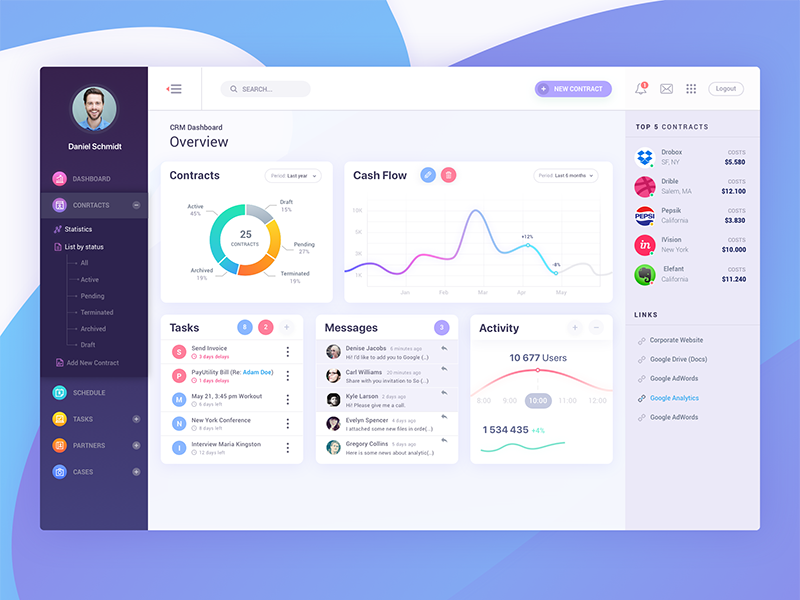 Daniel Schmidt
DASHBOARD
CONRTACTS
Statistics
List by status
All
Active
Pending
Terminated
Archived
Draft
Add New Contract
SCHEDULE
TASKS
PARTNERS
CASES
SEARCH...
+ NEW CONTRACT
1
Logout
CRM Dashboard
Overview
Contracts
Period: Last year
Active
45%
Draft
15%
25
CONTRACTS
Pending
27%
Archived
19%
Terminated
19%
Cash Flow
Period: Last 6 months
10K
5K
3K
1K
+12%
-8%
Jan
Feb
Mar
Apr
May
Tasks
8
2
+
S
Send Invoice
3 days delays
P
PayUtility Bill (Re: Adam Doe)
1 days delays
M
May 21, 3:45 pm Workout
6 days left
N
New York Conference
8 days left
I
Interview Maria Kingston
12 days left
Messages
3
Denise Jacobs 6 minutes ago
Hi! I'd like to add you to Google (...)
Carl Williams 20 minutes ago
Share with you invitation to So (...)
Kyle Larson 2 days ago
Hi! Please give me a call.
Evelyn Spencer 4 days ago
I attached some new files in orde(...)
Gregory Collins 5 days ago
Here is some news about analytic(...)
Activity
+
−
10 677 Users
8:00
9:00
10:00
11:00
12:00
1 534 435 +4%
TOP 5 CONTRACTS
Drobox
SF, NY
COSTS
$5.580
Drible
Salem, MA
COSTS
$12.100
PEPSI
Pepsik
California
COSTS
$3.830
in
IVision
New York
COSTS
$10.000
Elefant
California
COSTS
$11.240
LINKS
Corporate Website
Google Drive (Docs)
Google AdWords
Google Analytics
Google AdWords